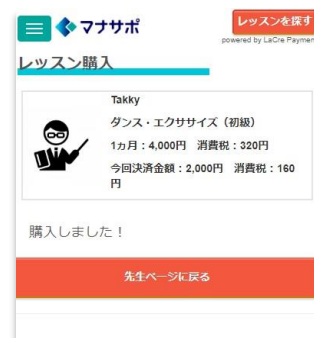 マナサポ
レッスンを探す
powered by LaCre Paymen
レッスン購入
Takky
ダンス・エクササイズ（初級）
1ヵ月：4,000円　消費税：320円
今回決済金額：2,000円　消費税：160
円
購入しました！
先生ページに戻る